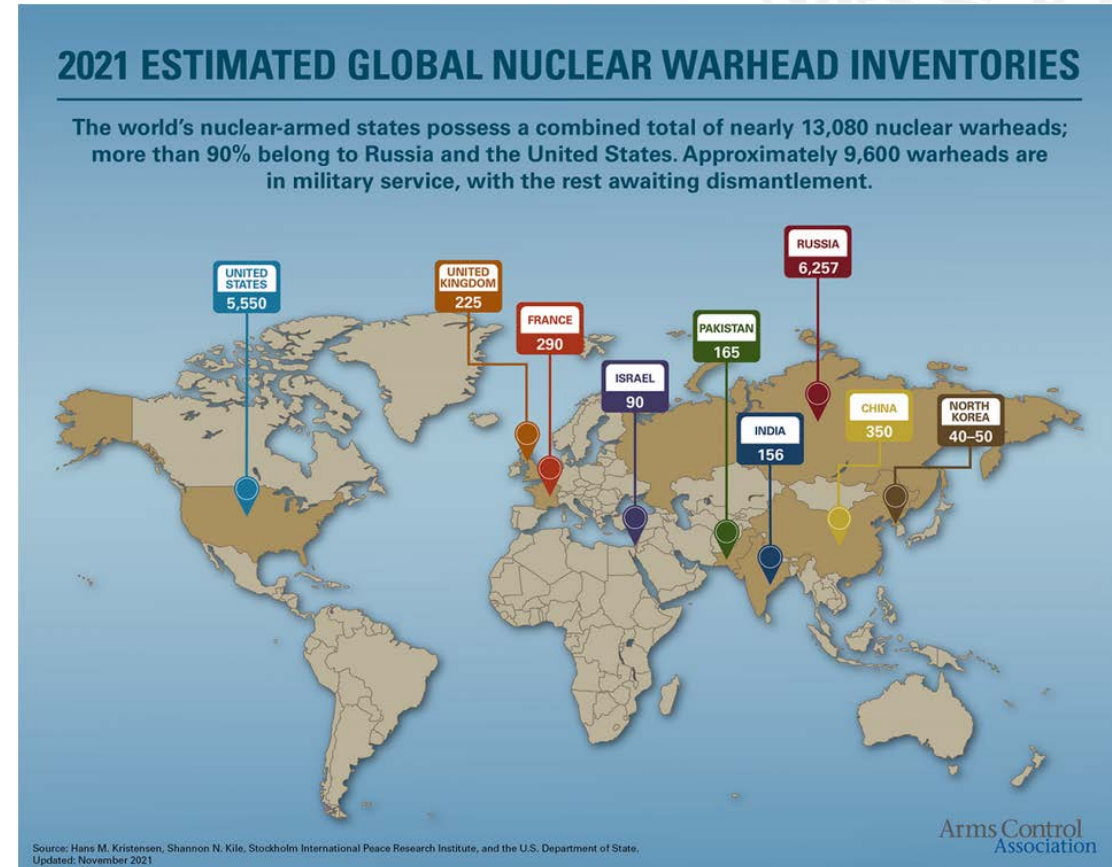 2021 ESTIMATED GLOBAL NUCLEAR WARHEAD INVENTORIES
The world's nuclear-armed states possess a combined total of nearly 13,080 nuclear warheads;
more than 90% belong to Russia and the United States. Approximately 9,600 warheads are
in military service, with the rest awaiting dismantlement.
RUSSIA
6,257
UNITED
STATES
5,550
UNITED
KINGDOM
225
FRANCE
290
PAKISTAN
165
ISRAEL
90
CHINA
350
NORTH
KOREA
40–50
INDIA
156
Arms Control
Association
Source: Hans M. Kristensen, Shannon N. Kile, Stockholm International Peace Research Institute, and the U.S. Department of State.
Updated: November 2021